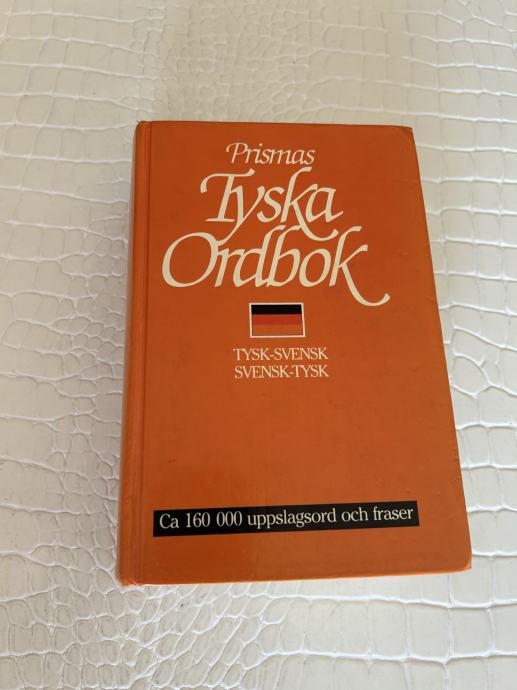 Prismas
Tyska
Ordbok
TYSK-SVENSK
SVENSK-TYSK
Ca 160 000 uppslagsord och fraser